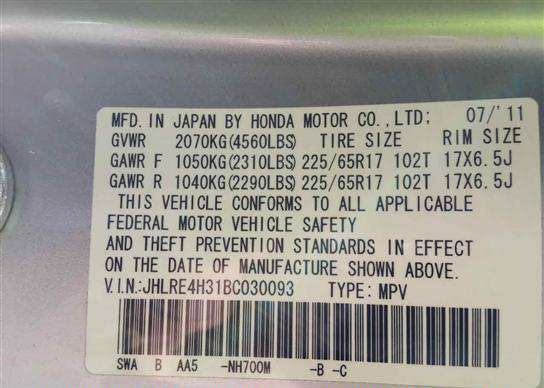 MFD. IN JAPAN BY HONDA MOTOR CO.,LTD: 07/'11
GVWR 2070KG(4560LBS) TIRE SIZE RIM SIZE
GAWR F 1050KG(2310LBS) 225/65R17 102T 17X6.5J
GAWR R 1040KG(2290LBS) 225/65R17 102T 17X6.5J
THIS VEHICLE CONFORMS TO ALL APPLICABLE
FEDERAL MOTOR VEHICLE SAFETY
AND THEFT PREVENTION STANDARDS IN EFFECT
ON THE DATE OF MANUFACTURE SHOWN ABOVE.
V.I.N:JHLRE4H31BC030093 TYPE: MPV
SWA B AA5 -NH700M -B -C